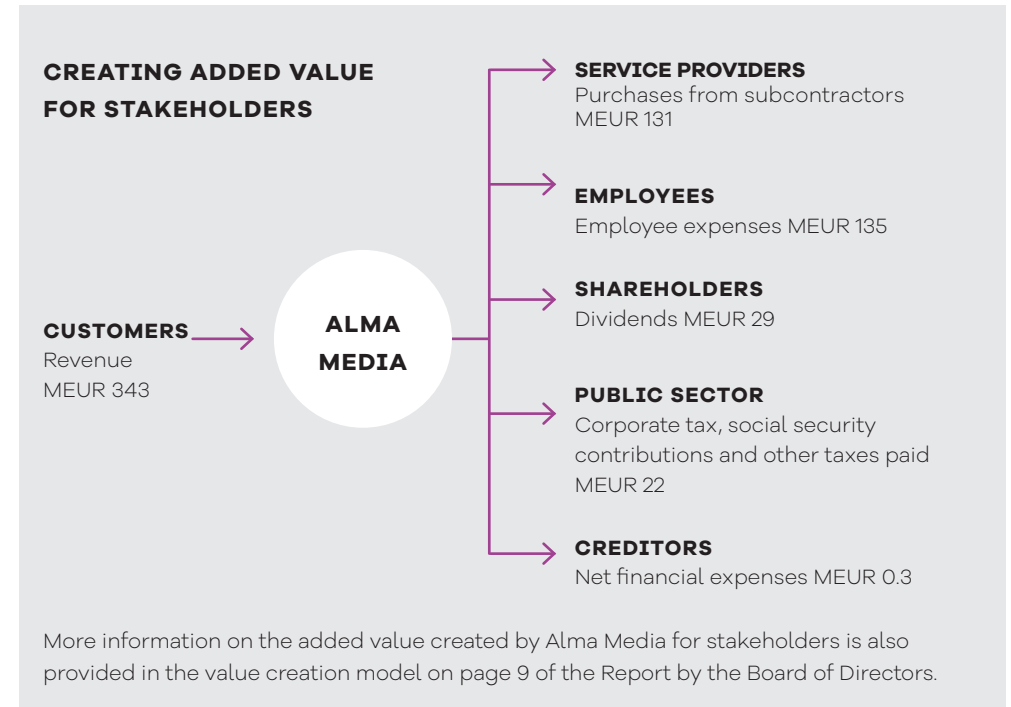 CREATING ADDED VALUE
FOR STAKEHOLDERS
CUSTOMERS
Revenue
MEUR 343
ALMA
MEDIA
SERVICE PROVIDERS
Purchases from subcontractors
MEUR 131
EMPLOYEES
Employee expenses MEUR 135
SHAREHOLDERS
Dividends MEUR 29
PUBLIC SECTOR
Corporate tax, social security
contributions and other taxes paid
MEUR 22
CREDITORS
Net financial expenses MEUR 0.3
More information on the added value created by Alma Media for stakeholders is also
provided in the value creation model on page 9 of the Report by the Board of Directors.